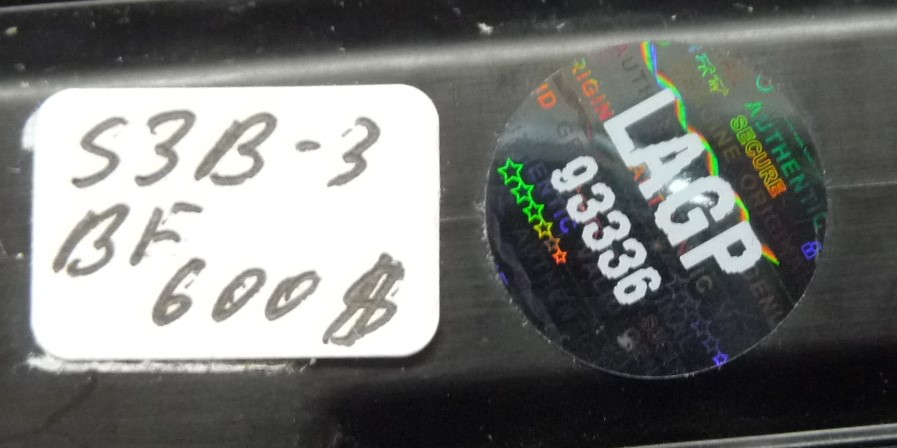 S3B-3
BF
600 $
LAGP
93336
SECURE
AUTHENTIC